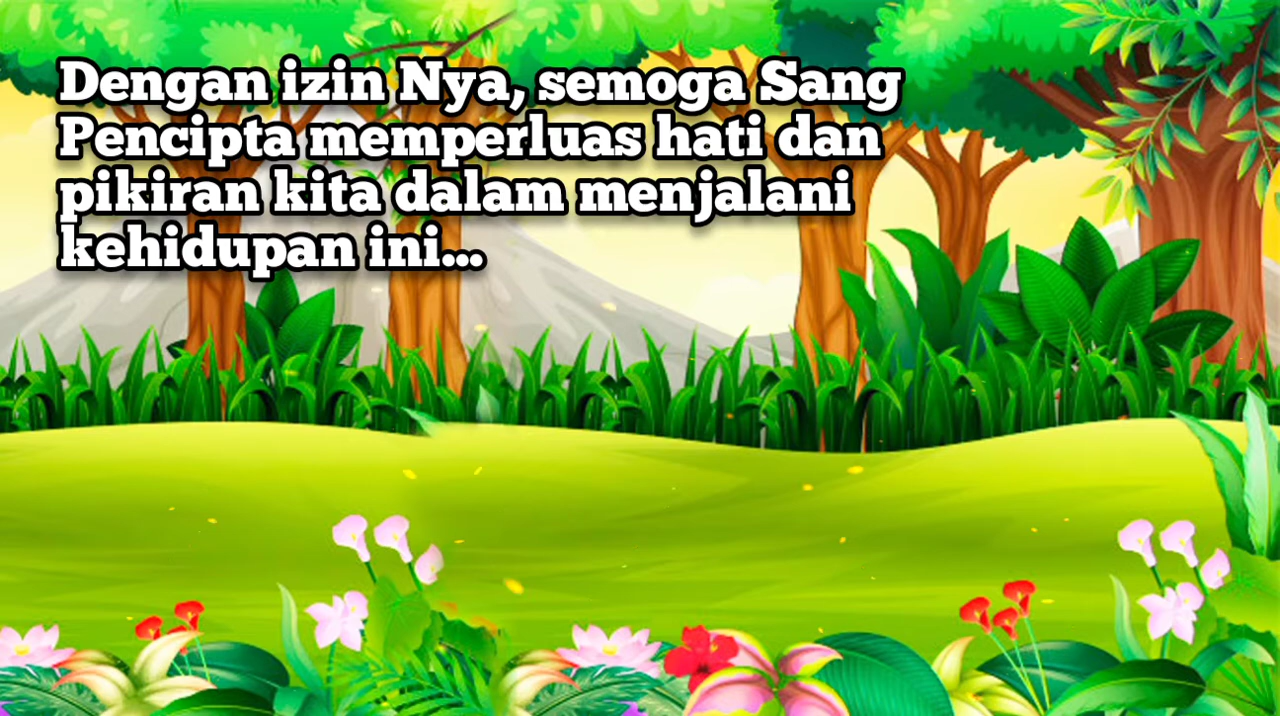 Dengan izin Nya, semoga Sang
Pencipta memperluas hati dan
pikiran kita dalam menjalani
kehidupan ini...